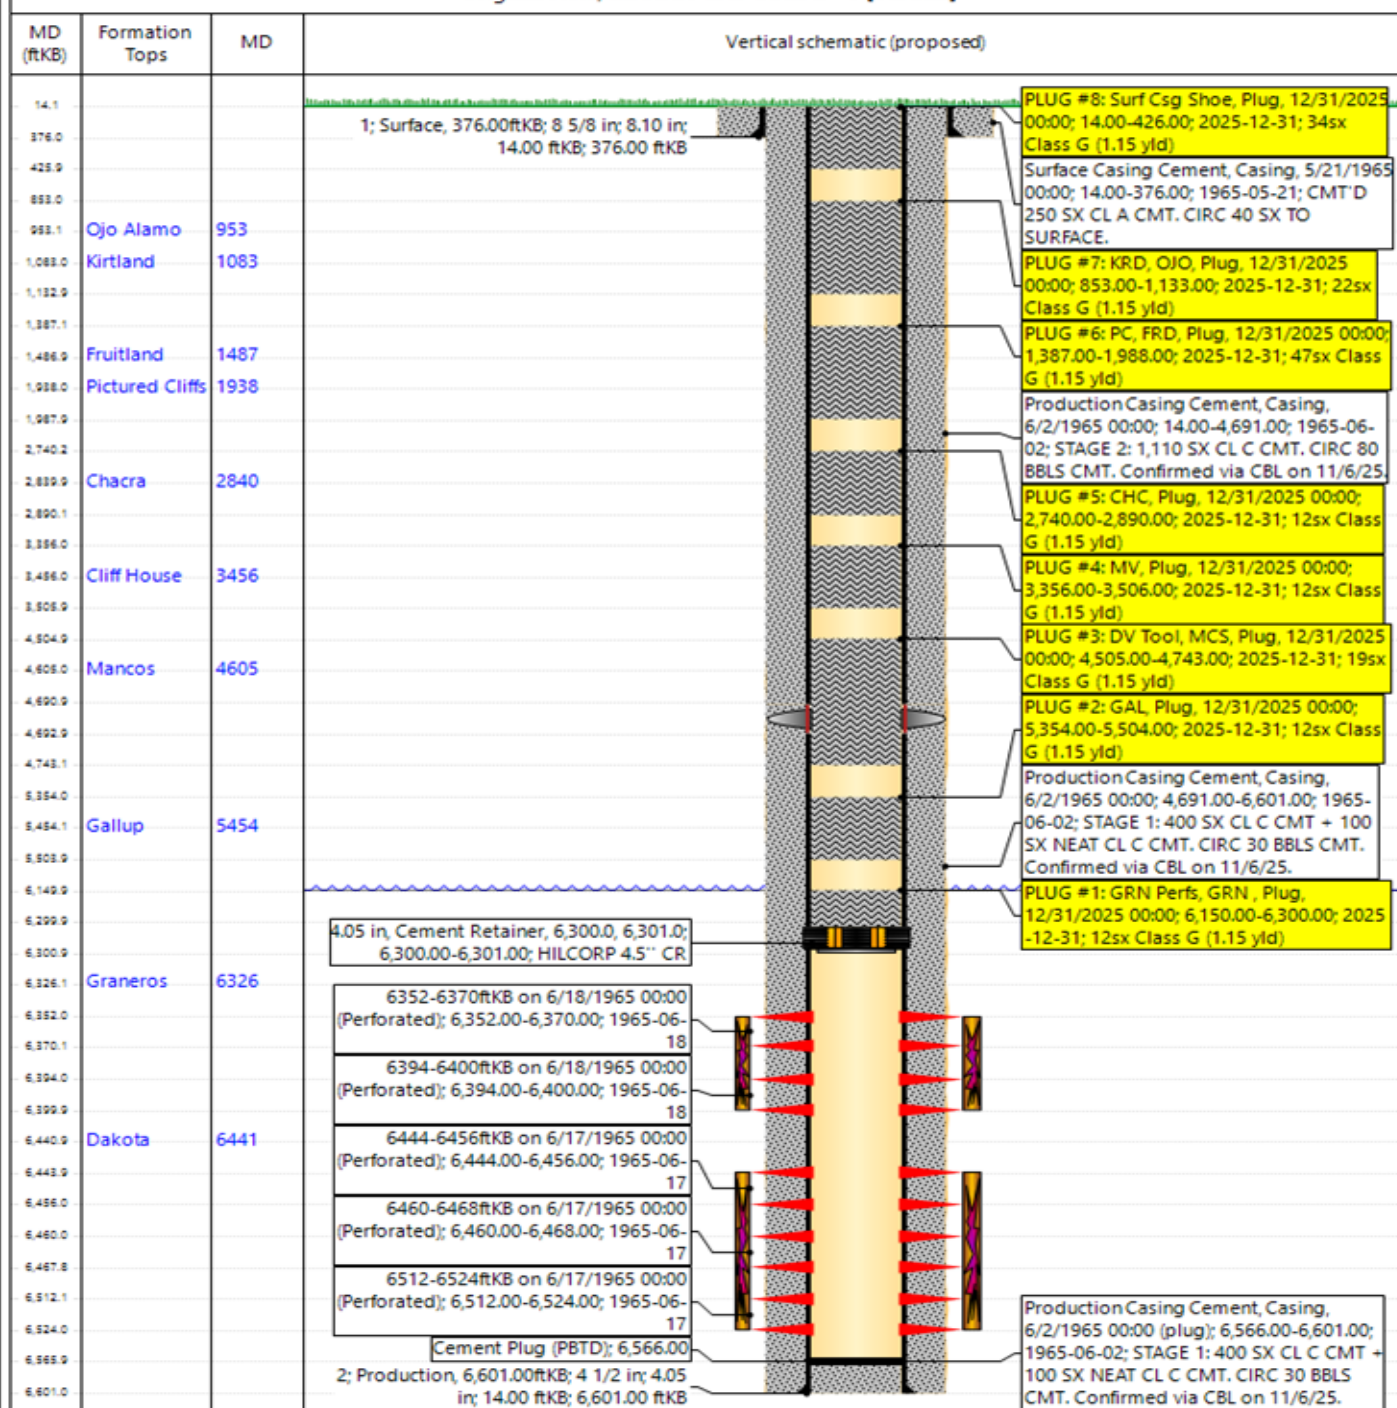 MD
(ftKB)
Formation
Tops
MD
Vertical schematic (proposed)
14.1
376.0
425.9
853.0
953.1
1,083.0
1,132.9
1,387.1
1,486.9
1,938.0
1,987.9
2,740.2
2,839.9
2,890.1
3,356.0
3,456.0
3,505.9
4,504.9
4,605.0
4,690.9
4,692.9
4,743.1
5,354.0
5,454.1
5,503.9
6,149.9
6,299.9
6,300.9
6,326.1
6,352.0
6,370.1
6,394.0
6,399.9
6,440.9
6,443.9
6,456.0
6,460.0
6,467.8
6,512.1
6,524.0
6,565.9
6,601.0
Ojo Alamo 953
Kirtland 1083
Fruitland 1487
Pictured Cliffs 1938
Chacra 2840
Cliff House 3456
Mancos 4605
Gallup 5454
Graneros 6326
Dakota 6441
1; Surface, 376.00ftKB; 8 5/8 in; 8.10 in;
14.00 ftKB; 376.00 ftKB
4.05 in, Cement Retainer, 6,300.0, 6,301.0;
6,300.00-6,301.00; HILCORP 4.5'' CR
6352-6370ftKB on 6/18/1965 00:00
(Perforated); 6,352.00-6,370.00; 1965-06-
18
6394-6400ftKB on 6/18/1965 00:00
(Perforated); 6,394.00-6,400.00; 1965-06-
18
6444-6456ftKB on 6/17/1965 00:00
(Perforated); 6,444.00-6,456.00; 1965-06-
17
6460-6468ftKB on 6/17/1965 00:00
(Perforated); 6,460.00-6,468.00; 1965-06-
17
6512-6524ftKB on 6/17/1965 00:00
(Perforated); 6,512.00-6,524.00; 1965-06-
17
Cement Plug (PBTD); 6,566.00
2; Production, 6,601.00ftKB; 4 1/2 in; 4.05
in; 14.00 ftKB; 6,601.00 ftKB
PLUG #8: Surf Csg Shoe, Plug, 12/31/2025
00:00; 14.00-426.00; 2025-12-31; 34sx
Class G (1.15 yld)
Surface Casing Cement, Casing, 5/21/1965
00:00; 14.00-376.00; 1965-05-21; CMT'D
250 SX CL A CMT. CIRC 40 SX TO
SURFACE.
PLUG #7: KRD, OJO, Plug, 12/31/2025
00:00; 853.00-1,133.00; 2025-12-31; 22sx
Class G (1.15 yld)
PLUG #6: PC, FRD, Plug, 12/31/2025 00:00;
1,387.00-1,988.00; 2025-12-31; 47sx Class
G (1.15 yld)
Production Casing Cement, Casing,
6/2/1965 00:00; 14.00-4,691.00; 1965-06-
02; STAGE 2: 1,110 SX CL C CMT. CIRC 80
BBLS CMT. Confirmed via CBL on 11/6/25.
PLUG #5: CHC, Plug, 12/31/2025 00:00;
2,740.00-2,890.00; 2025-12-31; 12sx Class
G (1.15 yld)
PLUG #4: MV, Plug, 12/31/2025 00:00;
3,356.00-3,506.00; 2025-12-31; 12sx Class
G (1.15 yld)
PLUG #3: DV Tool, MCS, Plug, 12/31/2025
00:00; 4,505.00-4,743.00; 2025-12-31; 19sx
Class G (1.15 yld)
PLUG #2: GAL, Plug, 12/31/2025 00:00;
5,354.00-5,504.00; 2025-12-31; 12sx Class
G (1.15 yld)
Production Casing Cement, Casing,
6/2/1965 00:00; 4,691.00-6,601.00; 1965-
06-02; STAGE 1: 400 SX CL C CMT + 100
SX NEAT CL C CMT. CIRC 30 BBLS CMT.
Confirmed via CBL on 11/6/25.
PLUG #1: GRN Perfs, GRN , Plug,
12/31/2025 00:00; 6,150.00-6,300.00; 2025
-12-31; 12sx Class G (1.15 yld)
Production Casing Cement, Casing,
6/2/1965 00:00 (plug); 6,566.00-6,601.00;
1965-06-02; STAGE 1: 400 SX CL C CMT +
100 SX NEAT CL C CMT. CIRC 30 BBLS
CMT. Confirmed via CBL on 11/6/25.